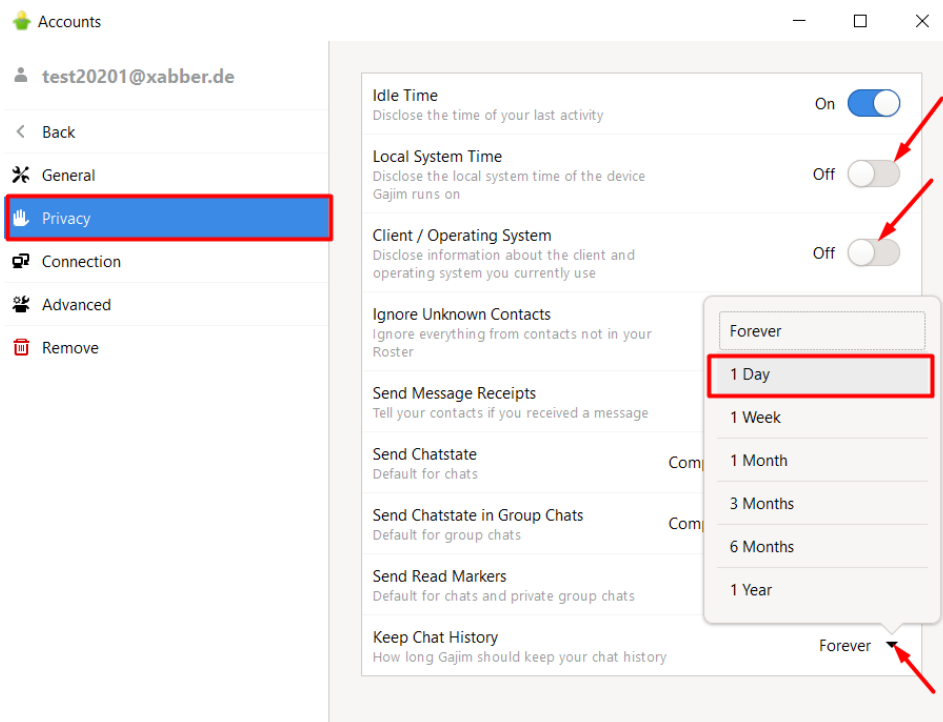 Accounts
test20201@xabber.de
Back
General
Privacy
Connection
Advanced
Remove
Idle Time
Disclose the time of your last activity
On
Local System Time
Disclose the local system time of the device
Gajim runs on
Off
Client / Operating System
Disclose information about the client and
operating system you currently use
Off
Ignore Unknown Contacts
Ignore everything from contacts not in your
Roster
Send Message Receipts
Tell your contacts if you received a message
Send Chatstate
Default for chats
Com
Send Chatstate in Group Chats
Default for group chats
Com
Send Read Markers
Default for chats and private group chats
Keep Chat History
How long Gajim should keep your chat history
Forever
Forever
1 Day
1 Week
1 Month
3 Months
6 Months
1 Year